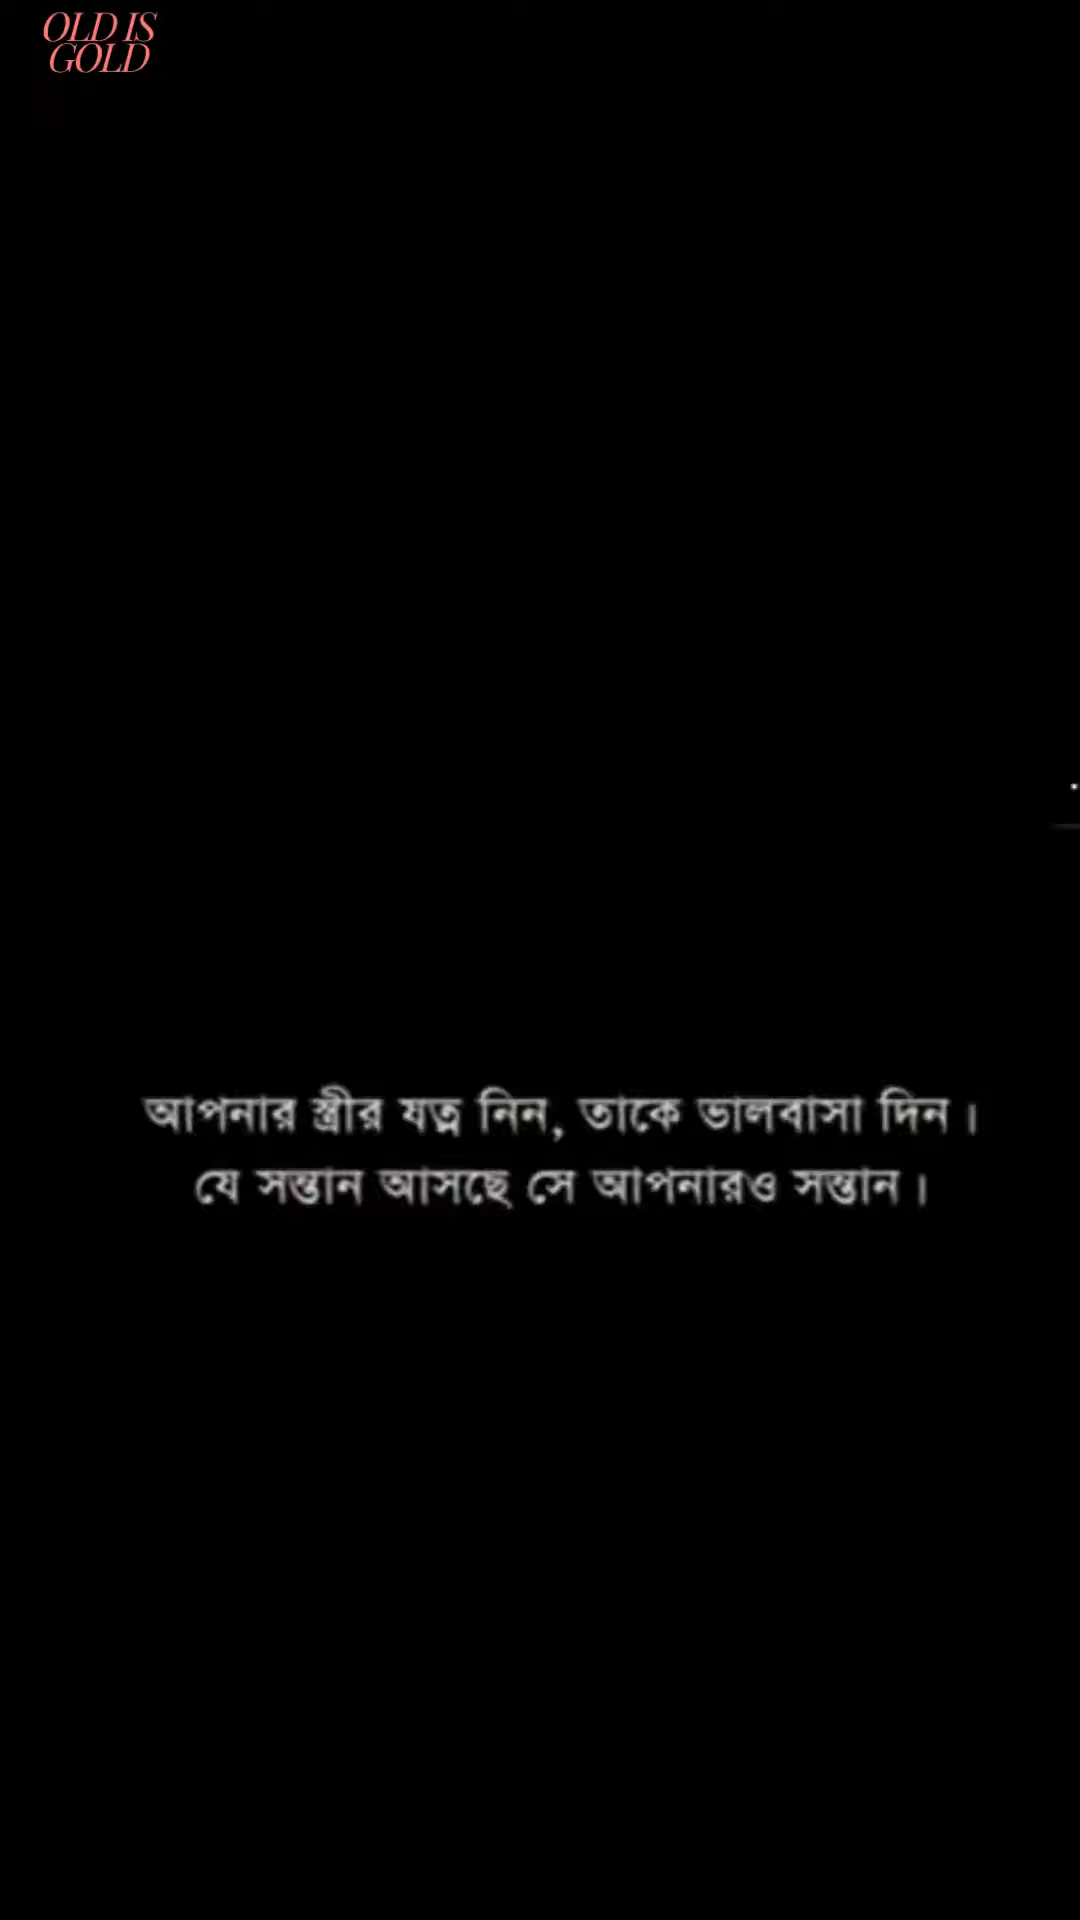 OLD IS
GOLD
আপনার স্ত্রীর যত্ন নিন, তাকে ভালবাসা দিন।
যে সন্তান আসছে সে আপনারও সন্তান।